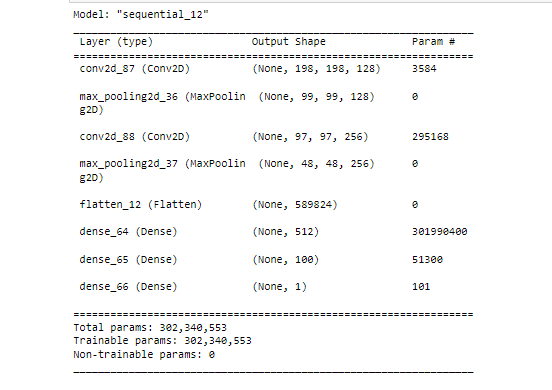 Model: "sequential_12"
Layer (type) Output Shape Param #
conv2d_87 (Conv2D) (None, 198, 198, 128) 3584
max_pooling2d_36 (MaxPoolin (None, 99, 99, 128) 0
g2D)
conv2d_88 (Conv2D) (None, 97, 97, 256) 295168
max_pooling2d_37 (MaxPoolin (None, 48, 48, 256) 0
g2D)
flatten_12 (Flatten) (None, 589824) 0
dense_64 (Dense) (None, 512) 301990400
dense_65 (Dense) (None, 100) 51300
dense_66 (Dense) (None, 1) 101
Total params: 302,340,553
Trainable params: 302,340,553
Non-trainable params: 0